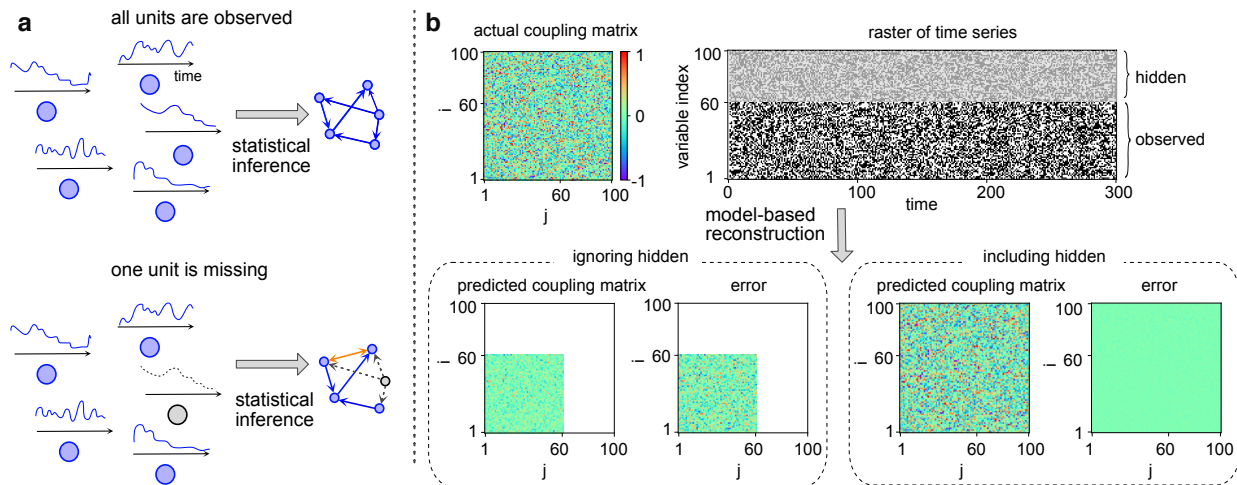 a
all units are observed
time
statistical
inference
one unit is missing
statistical
inference
b
actual coupling matrix
100
60
1
i
1
60
100
j
1
0
-1
raster of time series
variable index
100
60
1
0
100
200
300
time
hidden
observed
model-based
reconstruction
ignoring hidden
predicted coupling matrix
100
60
1
i
1
60
100
j
error
100
60
1
i
1
60
100
j
including hidden
predicted coupling matrix
100
60
1
i
1
60
100
j
error
100
60
1
i
1
60
100
j